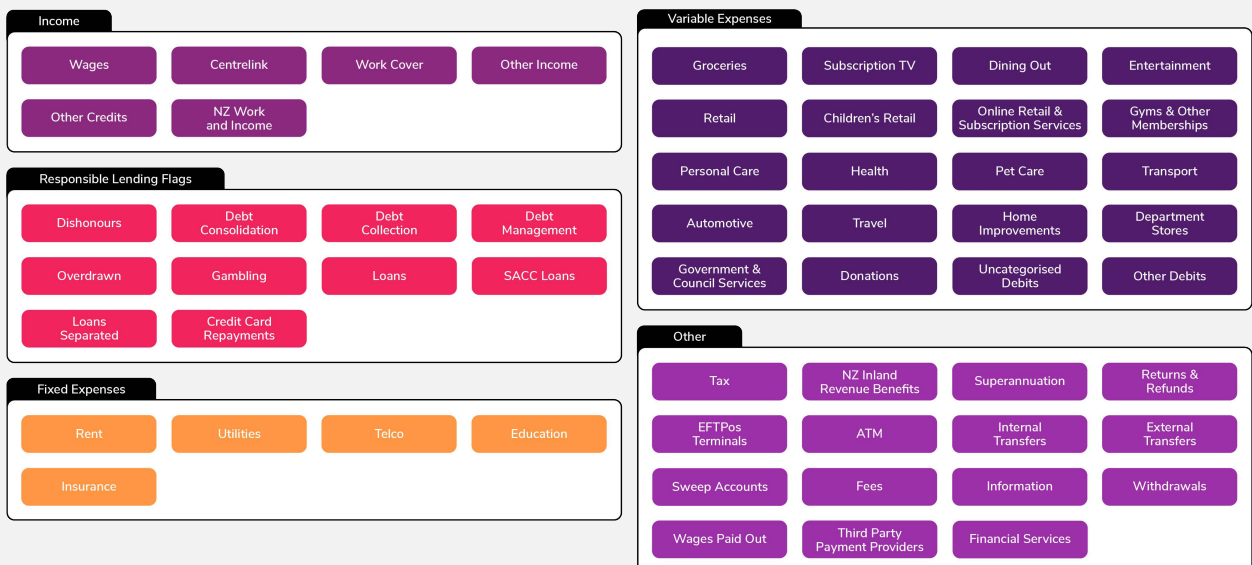 Income
Wages
Centrelink
Work Cover
Other Income
Other Credits
NZ Work
and Income
Responsible Lending Flags
Dishonours
Debt
Consolidation
Debt
Collection
Debt
Management
Overdrawn
Gambling
Loans
SACC Loans
Loans
Separated
Credit Card
Repayments
Fixed Expenses
Rent
Utilities
Telco
Education
Insurance
Variable Expenses
Groceries
Subscription TV
Dining Out
Entertainment
Retail
Children's Retail
Online Retail &
Subscription Services
Gyms & Other
Memberships
Personal Care
Health
Pet Care
Transport
Automotive
Travel
Home
Improvements
Department
Stores
Government &
Council Services
Donations
Uncategorised
Debits
Other Debits
Other
Tax
NZ Inland
Revenue Benefits
Superannuation
Returns &
Refunds
EFTPos
Terminals
ATM
Internal
Transfers
External
Transfers
Sweep Accounts
Fees
Information
Withdrawals
Wages Paid Out
Third Party
Payment Providers
Financial Services